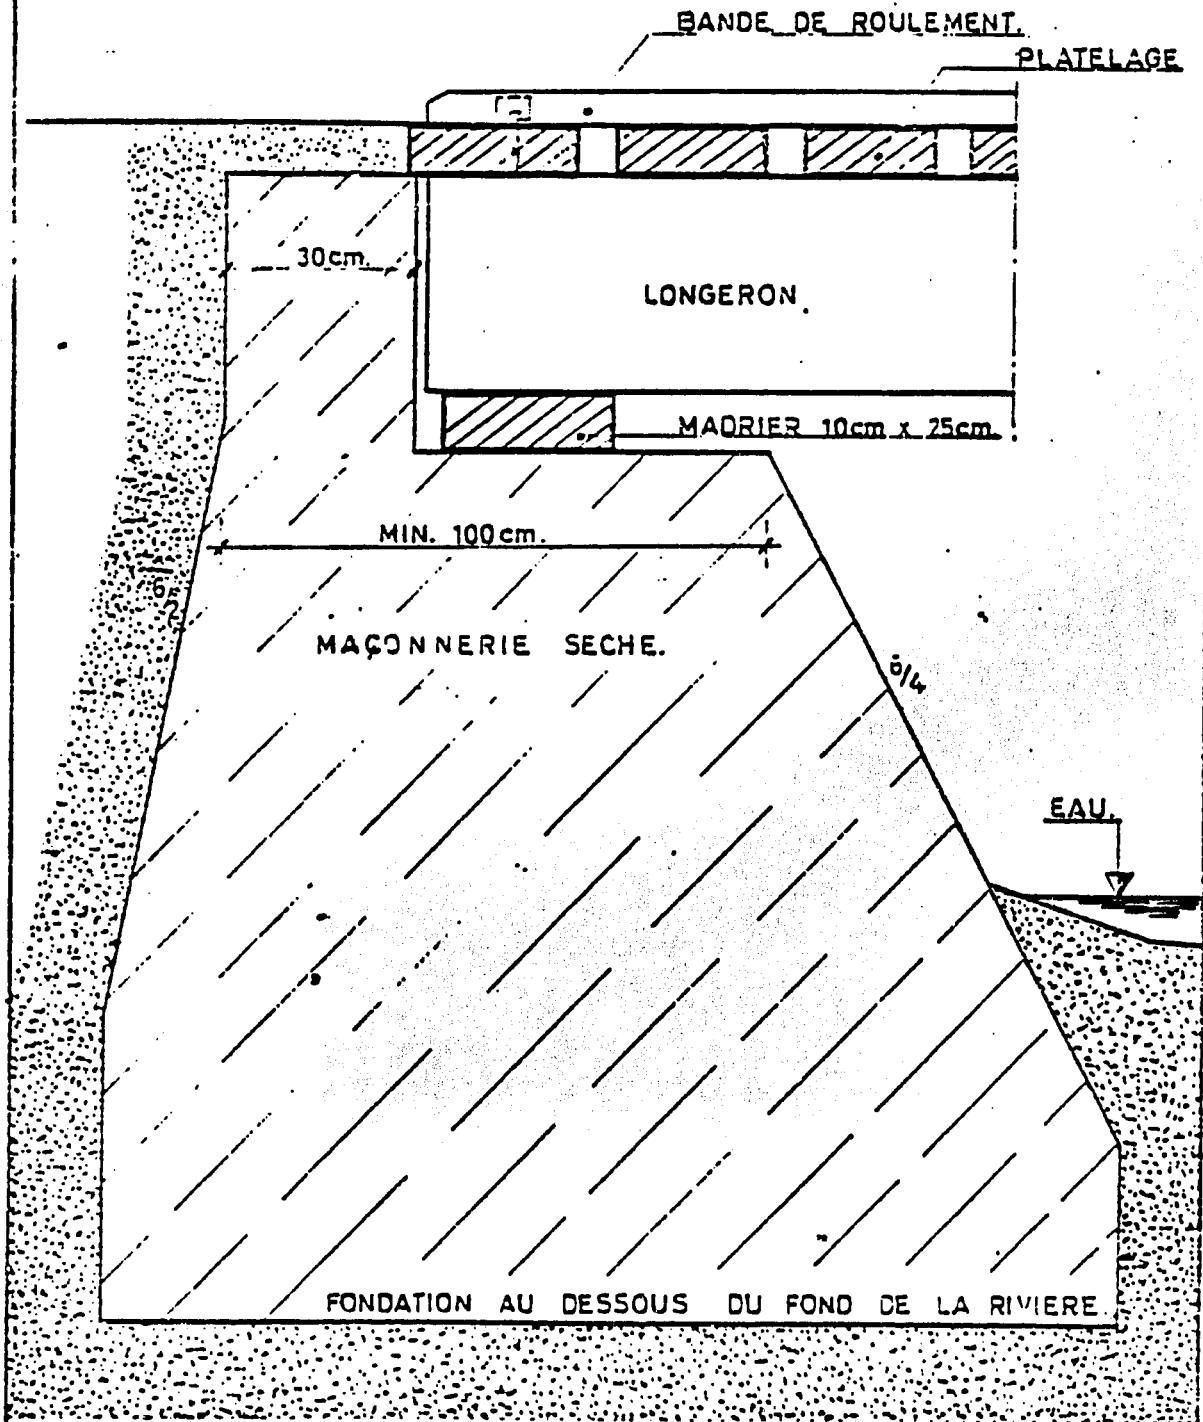 BANDE DE ROULEMENT.
PLATELAGE
30cm.
LONGERON.
MADRIER 10cm x 25cm
MIN. 100cm.
MAÇONNERIE SECHE.
EAU.
FONDATION AU DESSOUS DU FOND DE LA RIVIERE.